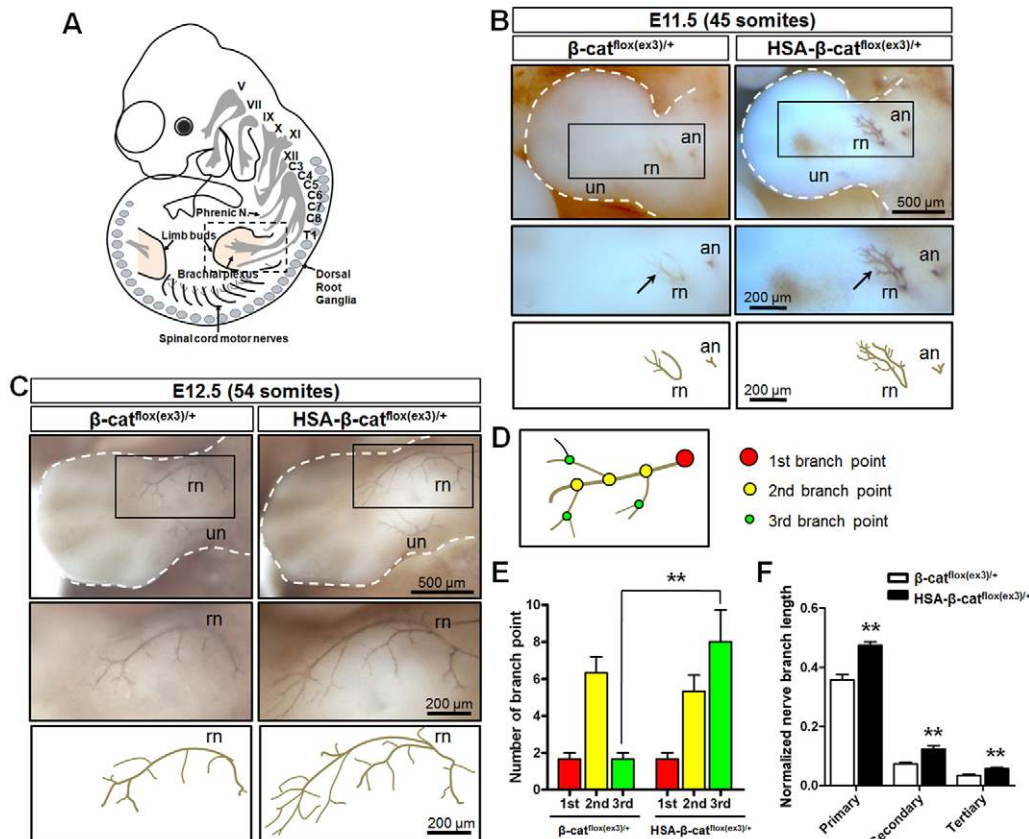 A
V
VII
IX
X
XI
XII
C3
C4
C5
C6
C7
C8
T1
Phrenic N.
Limb buds
Brachial plexus
Dorsal
Root
Ganglia
Spinal cord motor nerves
B
E11.5 (45 somites)
β-catflox(ex3)/+
HSA-β-catflox(ex3)/+
an
rn
un
an
rn
un
500 µm
an
rn
an
rn
200 µm
an
rn
an
rn
200 µm
C
E12.5 (54 somites)
β-catflox(ex3)/+
HSA-β-catflox(ex3)/+
rn
un
rn
un
500 µm
rn
rn
200 µm
rn
rn
200 µm
D
1st branch point
2nd branch point
3rd branch point
E
**
Number of branch point
10
8
6
4
2
0
1st 2nd 3rd
1st 2nd 3rd
β-catflox(ex3)/+
HSA-β-catflox(ex3)/+
F
β-catflox(ex3)/+
HSA-β-catflox(ex3)/+
Normalized nerve branch length
0.6
0.4
0.2
0.0
**
**
**
Primary
Secondary
Tertiary